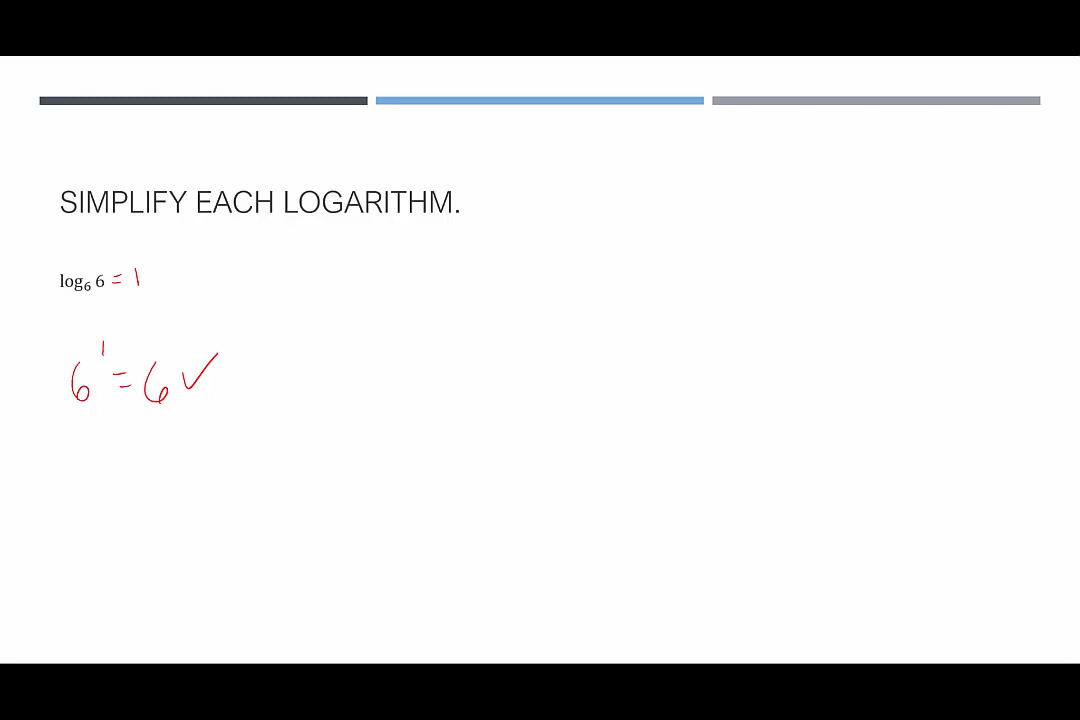 SIMPLIFY EACH LOGARITHM.
log₆ 6 = 1
6¹ = 6 ✓